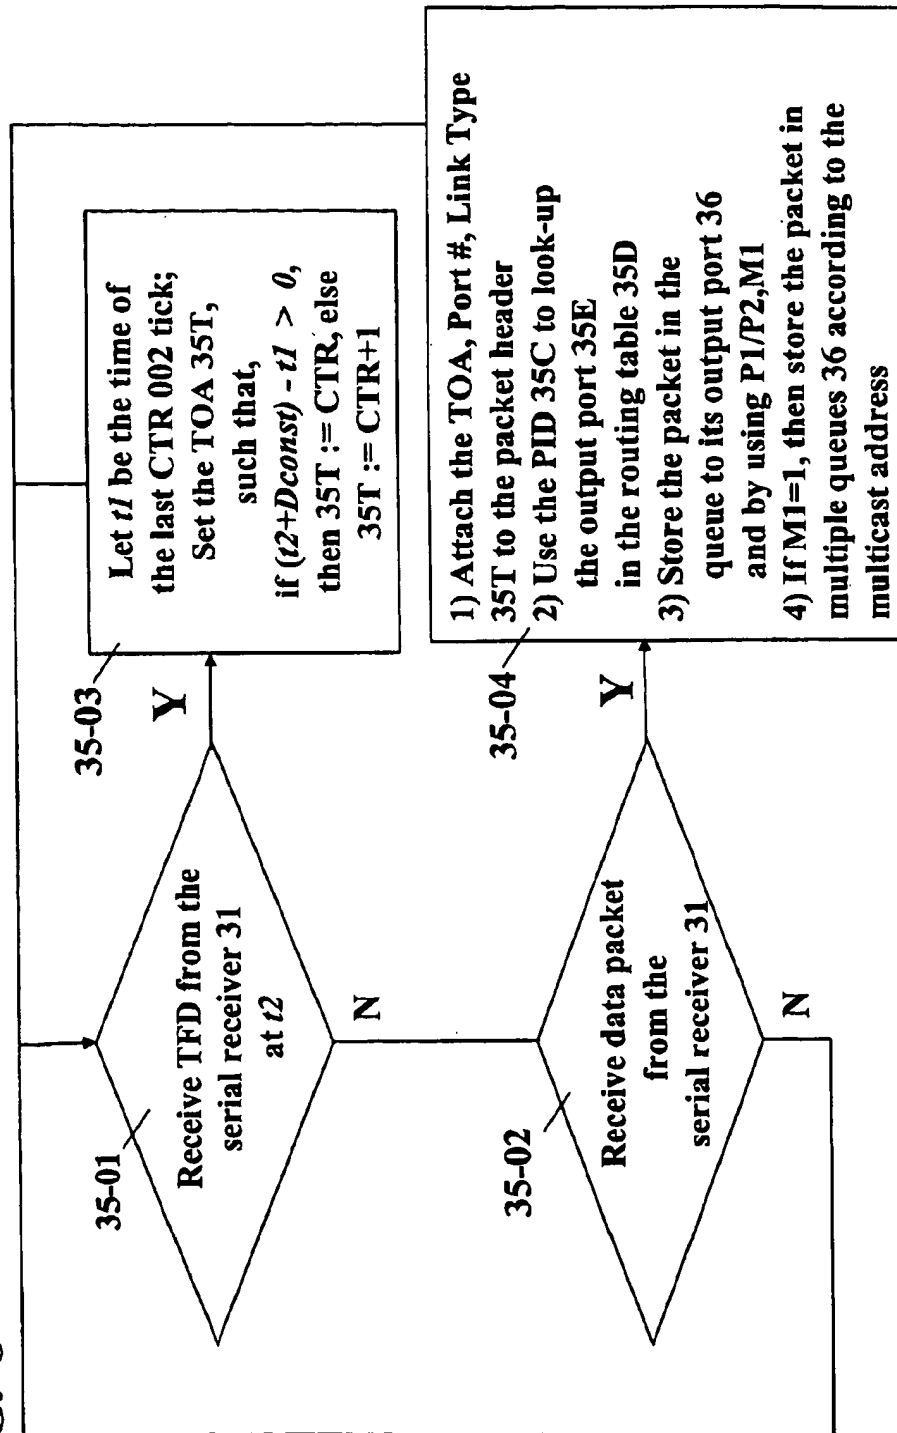 35-01
Receive TFD from the
serial receiver 31
at t2
Y
N
35-03
Let t1 be the time of
the last CTR 002 tick;
Set the TOA 35T,
such that,
if (t2+Dconst) - t1 > 0,
then 35T := CTR, else
35T := CTR+1
35-02
Receive data packet
from the
serial receiver 31
Y
N
35-04
1) Attach the TOA, Port #, Link Type
35T to the packet header
2) Use the PID 35C to look-up
the output port 35E
in the routing table 35D
3) Store the packet in the
queue to its output port 36
and by using P1/P2,M1
4) If M1=1, then store the packet in
multiple queues 36 according to the
multicast address